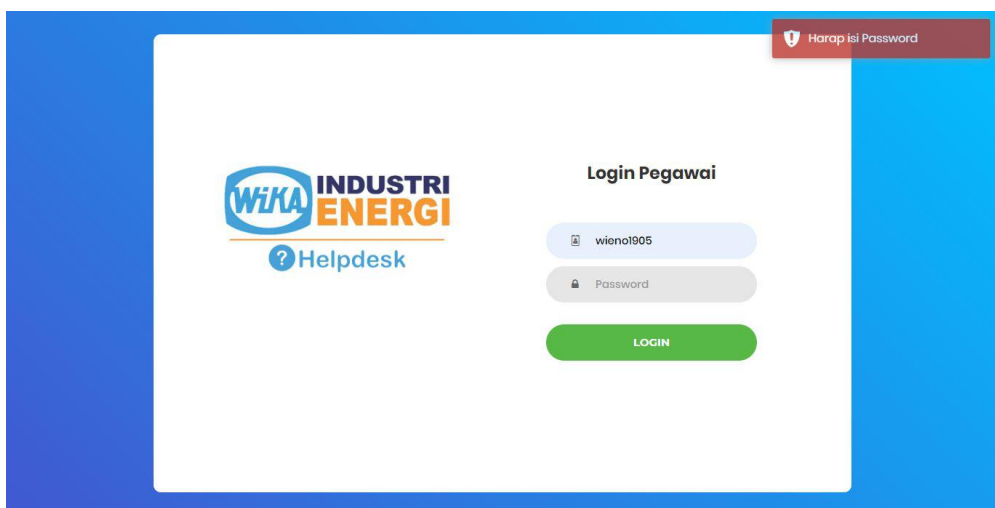 Harap isi Password
WiKA INDUSTRI
ENERGI
? Helpdesk
Login Pegawai
wieno1905
Password
LOGIN